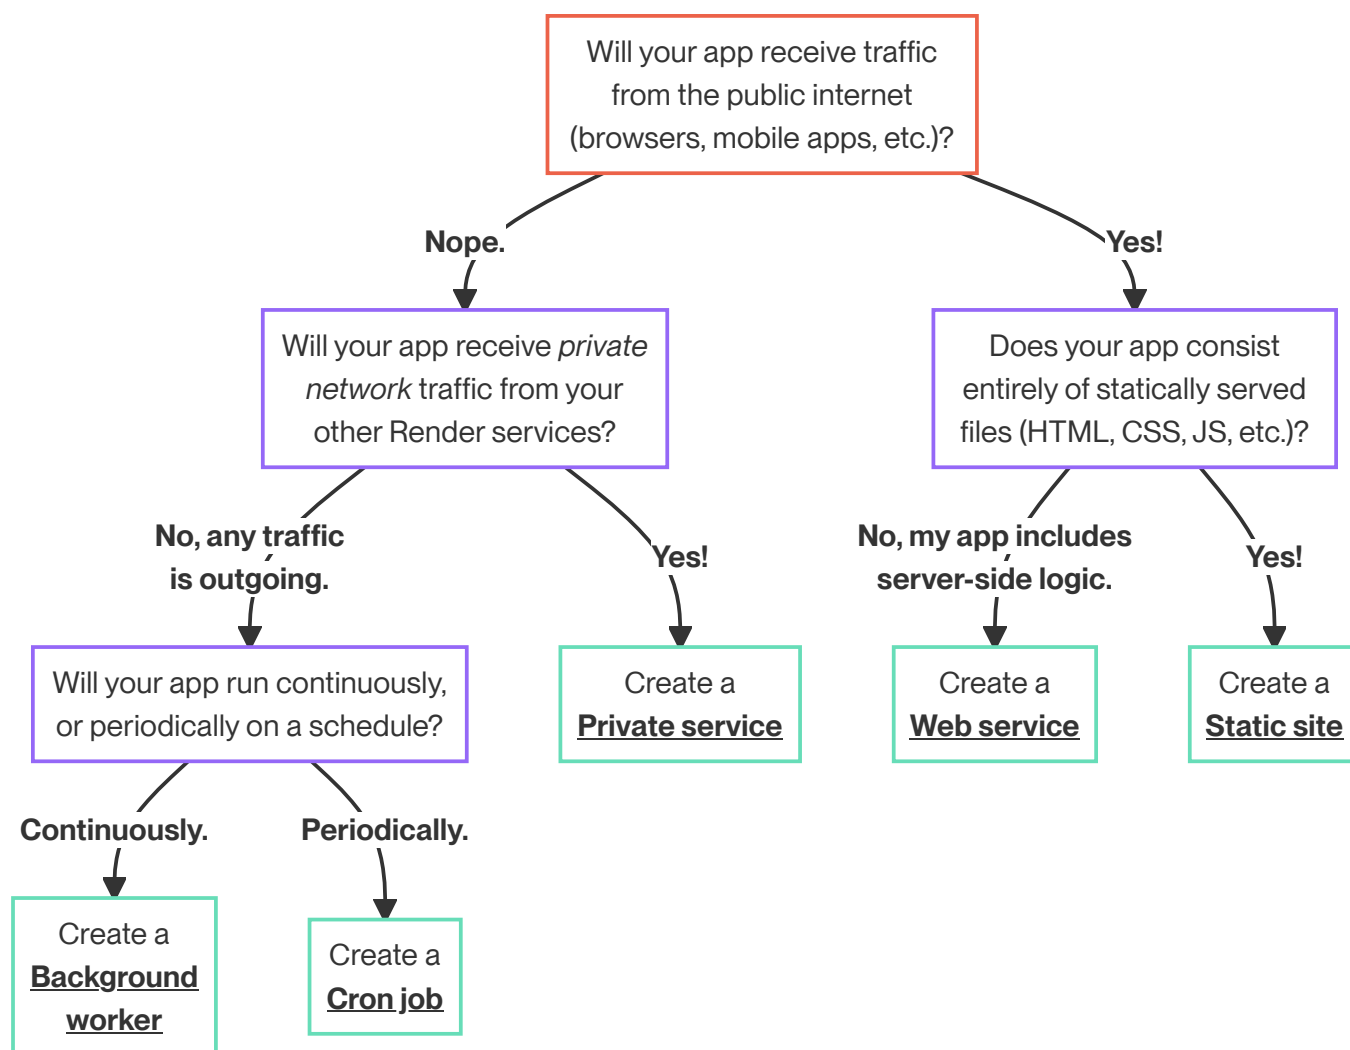 Will your app receive traffic
from the public internet
(browsers, mobile apps, etc.)?
Nope.
Yes!
Will your app receive private
network traffic from your
other Render services?
Does your app consist
entirely of statically served
files (HTML, CSS, JS, etc.)?
No, any traffic
is outgoing.
Yes!
No, my app includes
server-side logic.
Yes!
Will your app run continuously,
or periodically on a schedule?
Create a
Private service
Create a
Web service
Create a
Static site
Continuously.
Periodically.
Create a
Background
worker
Create a
Cron job